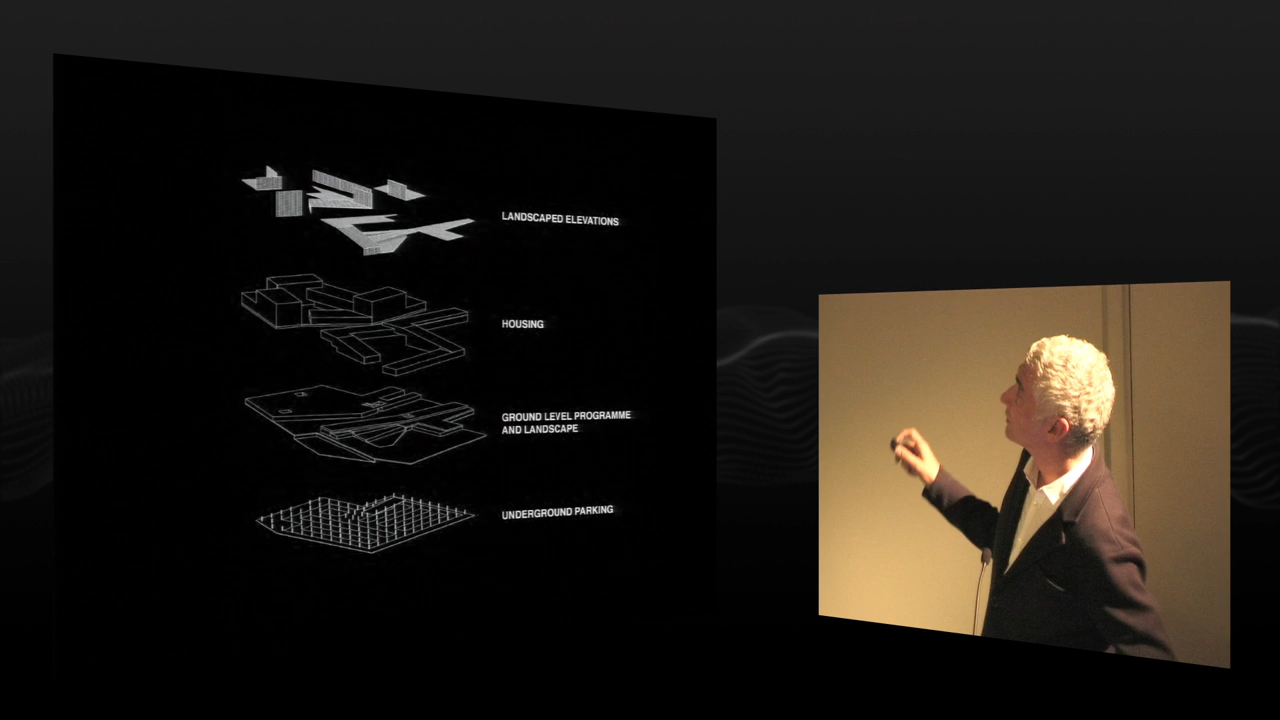 LANDSCAPED ELEVATIONS
HOUSING
GROUND LEVEL PROGRAMME
AND LANDSCAPE
UNDERGROUND PARKING